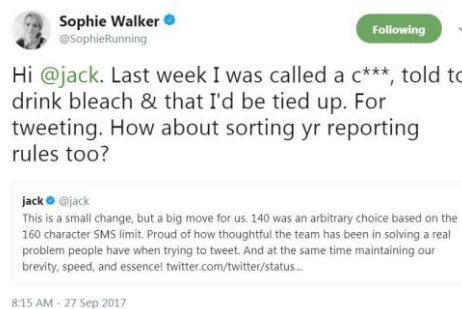 Sophie Walker
@SophieRunning
Following
Hi @jack. Last week I was called a c***, told to
drink bleach & that I'd be tied up. For
tweeting. How about sorting yr reporting
rules too?
jack @jack
This is a small change, but a big move for us. 140 was an arbitrary choice based on the
160 character SMS limit. Proud of how thoughtful the team has been in solving a real
problem people have when trying to tweet. And at the same time maintaining our
brevity, speed, and essence! twitter.com/twitter/status...
8:15 AM - 27 Sep 2017